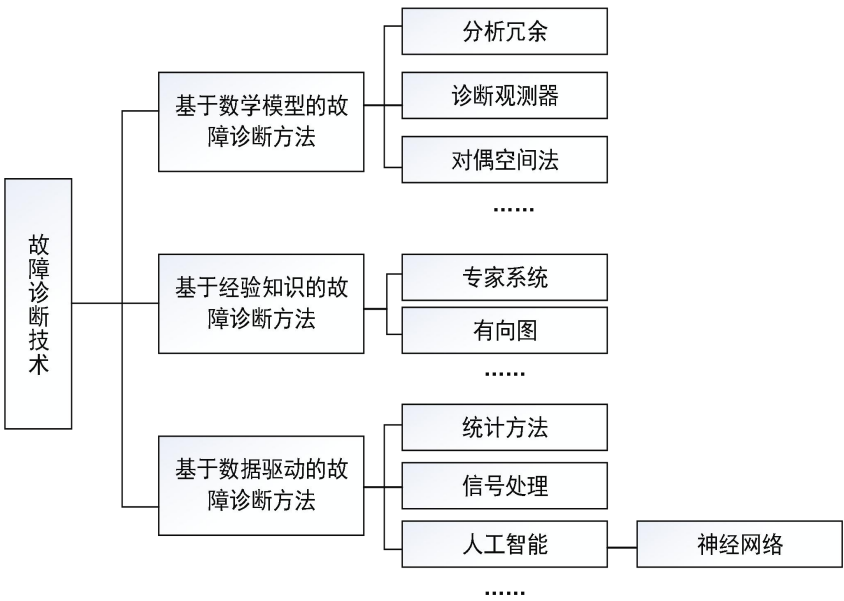 故障诊断技术
基于数学模型的故
障诊断方法
分析冗余
诊断观测器
对偶空间法
......
基于经验知识的故
障诊断方法
专家系统
有向图
......
基于数据驱动的故
障诊断方法
统计方法
信号处理
人工智能
神经网络
......